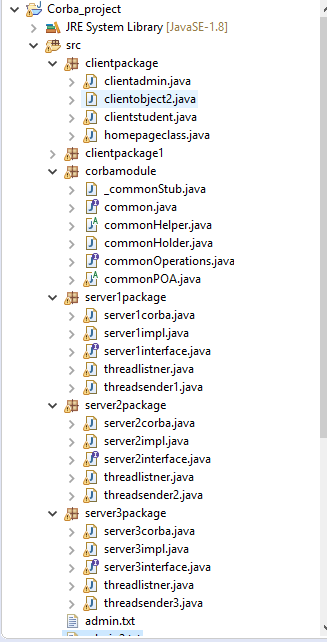 Corba_project
JRE System Library [JavaSE-1.8]
src
clientpackage
clientadmin.java
clientobject2.java
clientstudent.java
homepageclass.java
clientpackage1
corbamodule
_commonStub.java
common.java
commonHelper.java
commonHolder.java
commonOperations.java
commonPOA.java
server1package
server1corba.java
server1impl.java
server1interface.java
threadlistner.java
threadsender1.java
server2package
server2corba.java
server2impl.java
server2interface.java
threadlistner.java
threadsender2.java
server3package
server3corba.java
server3impl.java
server3interface.java
threadlistner.java
threadsender3.java
admin.txt